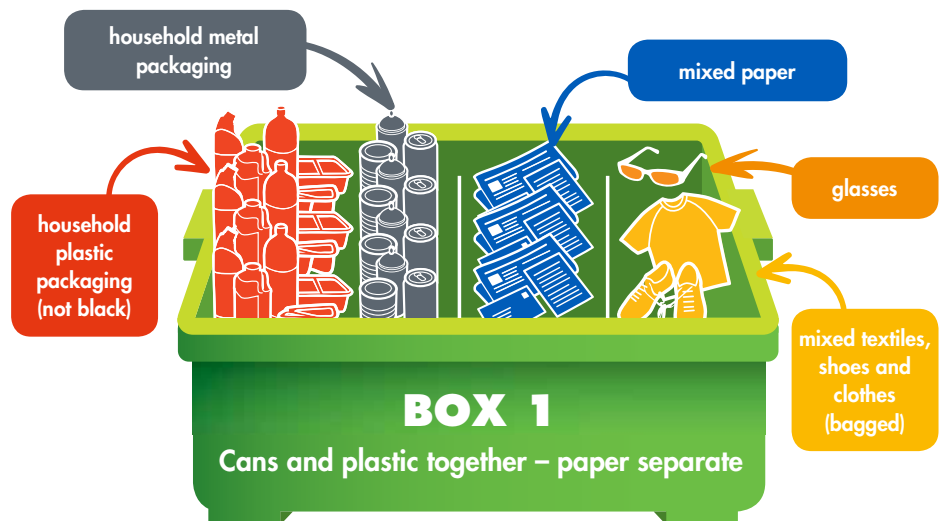 household metal
packaging
mixed paper
glasses
household
plastic
packaging
(not black)
mixed textiles,
shoes and
clothes
(bagged)
BOX 1
Cans and plastic together – paper separate